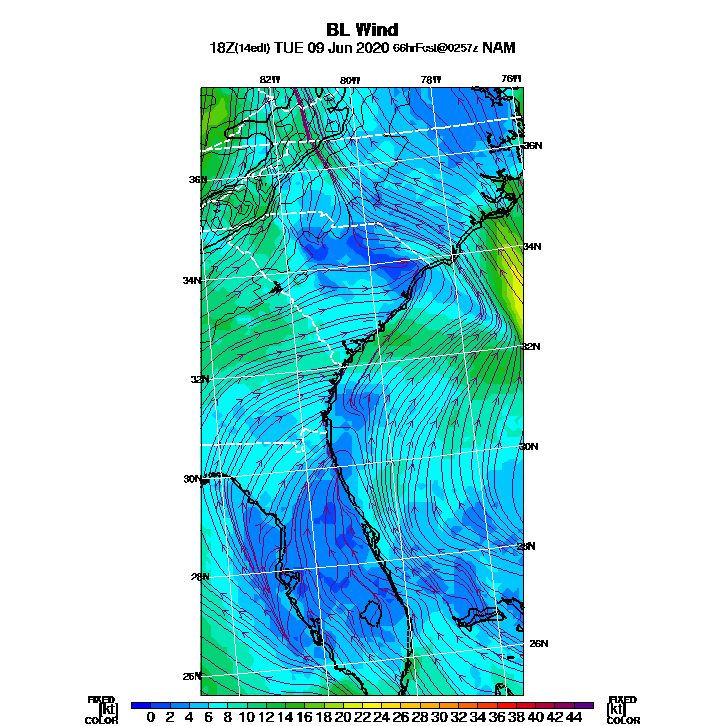 BL Wind
18Z(14edt) TUE 09 Jun 2020 66hrFcst@0257z NAM
82W 80W 78W 76W
36N
36N
34N
34N
32N
32N
30N
30N
28N
28N
26N
26N
FIXED FIXED
[kt] 0 2 4 6 8 10 12 14 16 18 20 22 24 26 28 30 32 34 36 38 40 42 44 [kt]
COLOR COLOR